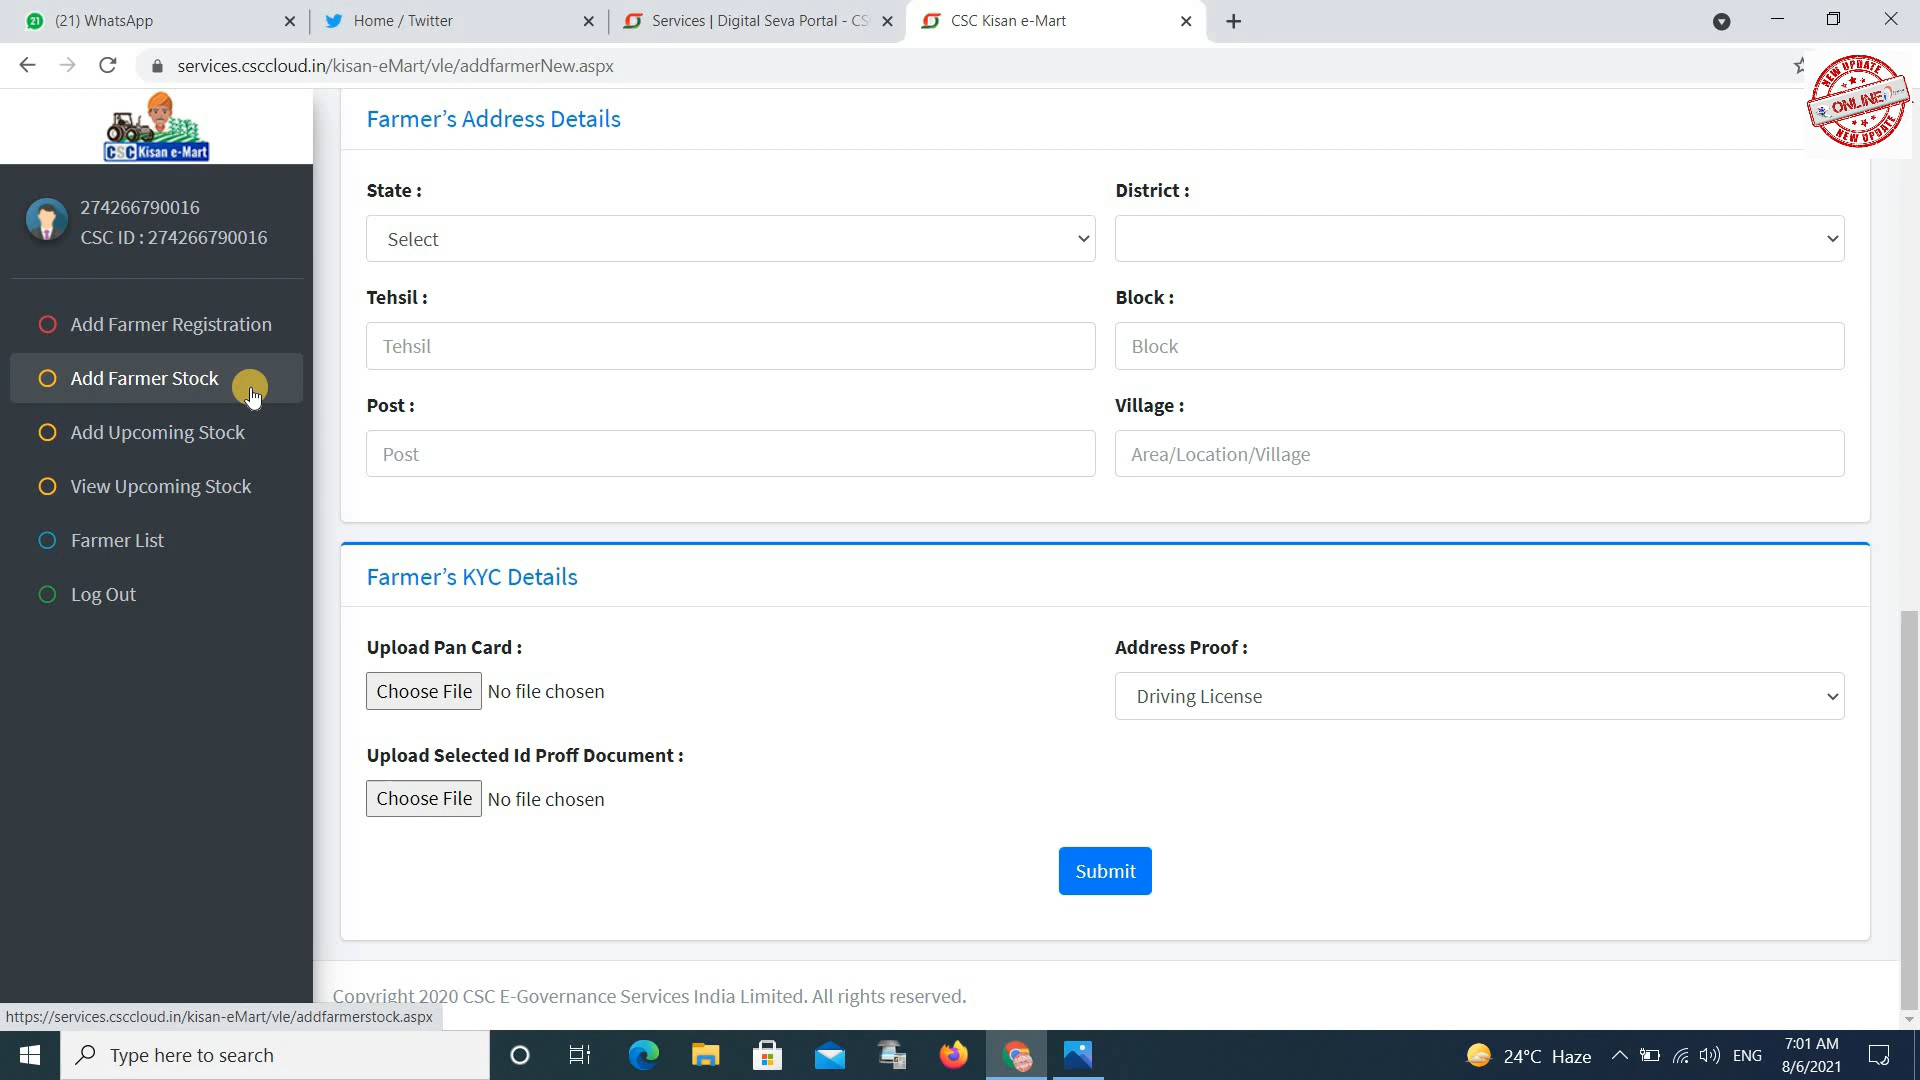 (21) WhatsApp
Home / Twitter
Services | Digital Seva Portal - CS
CSC Kisan e-Mart
services.csccloud.in/kisan-eMart/vle/addfarmerNew.aspx
NEW UPDATE
ONLINE
NEW UPDATE
CSC Kisan e-Mart
274266790016
CSC ID : 274266790016
Add Farmer Registration
Add Farmer Stock
Add Upcoming Stock
View Upcoming Stock
Farmer List
Log Out
Farmer’s Address Details
State :
District :
Select
Tehsil :
Block :
Tehsil
Block
Post :
Village :
Post
Area/Location/Village
Farmer’s KYC Details
Upload Pan Card :
Address Proof :
Choose File No file chosen
Driving License
Upload Selected Id Proff Document :
Choose File No file chosen
Submit
Copyright 2020 CSC E-Governance Services India Limited. All rights reserved.
https://services.csccloud.in/kisan-eMart/vle/addfarmerstock.aspx
Type here to search
24°C Haze
ENG
7:01 AM
8/6/2021